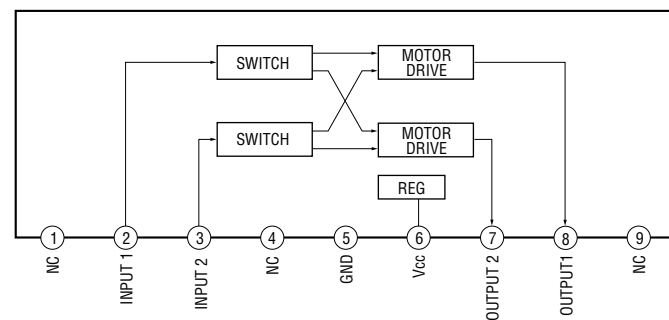 SWITCH
MOTOR
DRIVE
SWITCH
MOTOR
DRIVE
REG
1
2
3
4
5
6
7
8
9
NC
INPUT 1
INPUT 2
NC
GND
Vcc
OUTPUT 2
OUTPUT1
NC